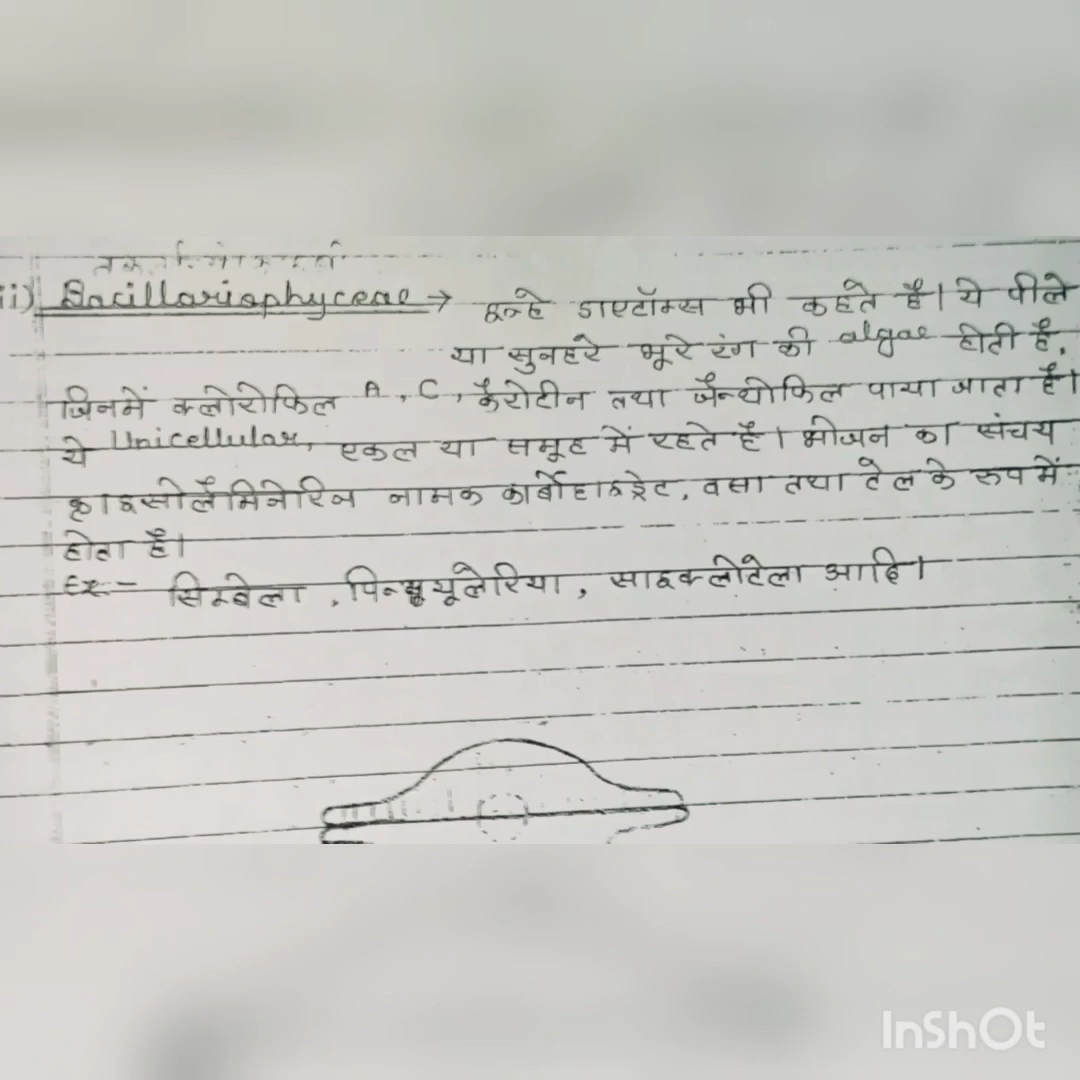 ii) Bacillariophyceae → इन्हे डाएटॉम्स भी कहते है। ये पीले
या सुनहरे भूरे रंग की algae होती है,
जिनमें क्लोरोफिल A, C, कैरोटीन तथा जैन्थोफिल पाया जाता है।
ये Unicellular, एकल या समूह में रहते है। भोजन का संचय
क्राइसोलैमिनेरिन नामक कार्बोहाइड्रेट, वसा तथा तेल के रूप में
होता है।
Ex:- सिम्बेला, पिन्यूलेरिया, साइक्लोटेला आदि।
InShOt